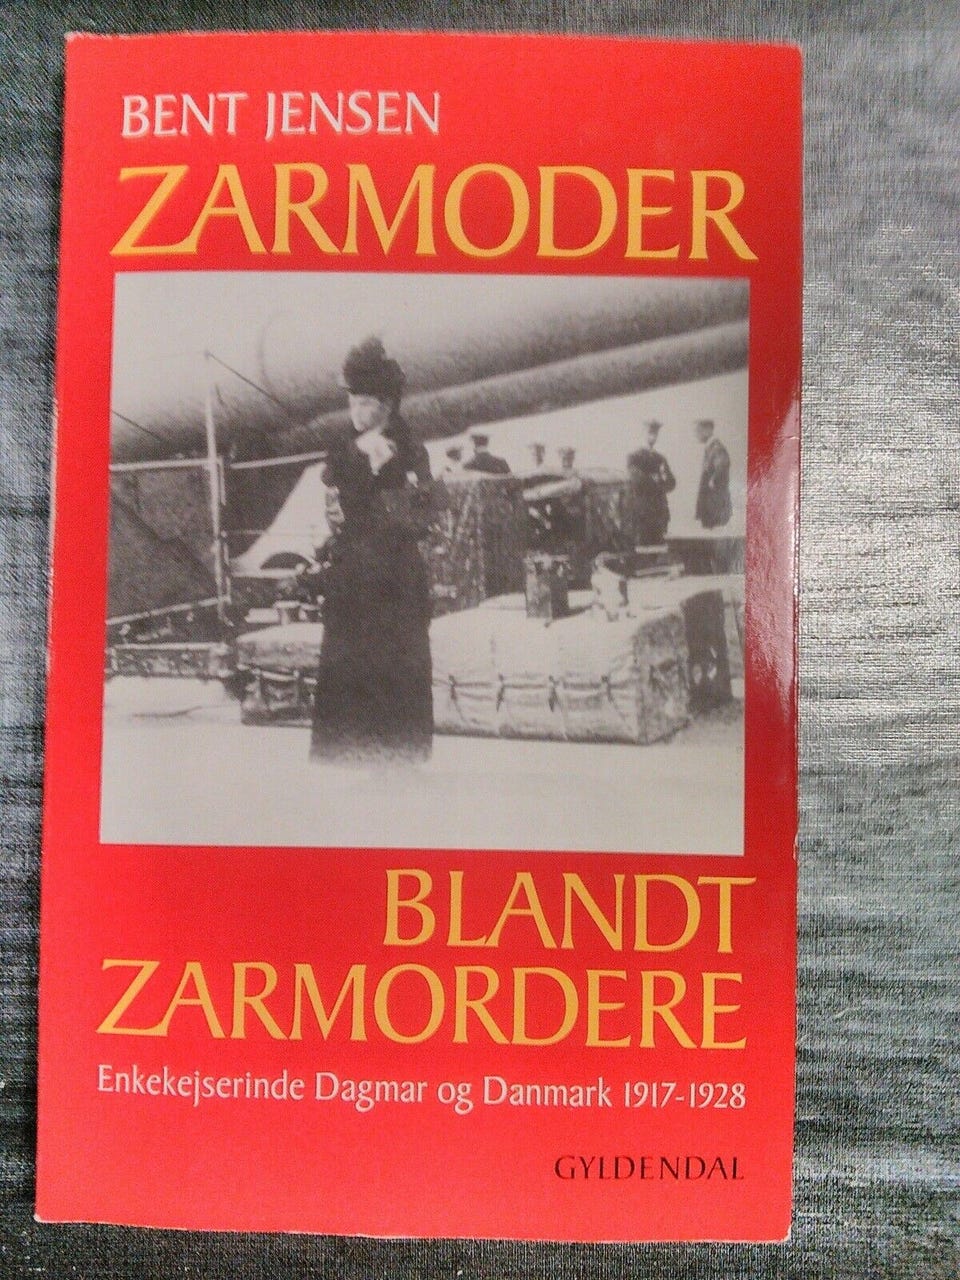 BENT JENSEN
ZARMODER
BLANDT
ZARMORDERE
Enkekejserinde Dagmar og Danmark 1917-1928
GYLDENDAL